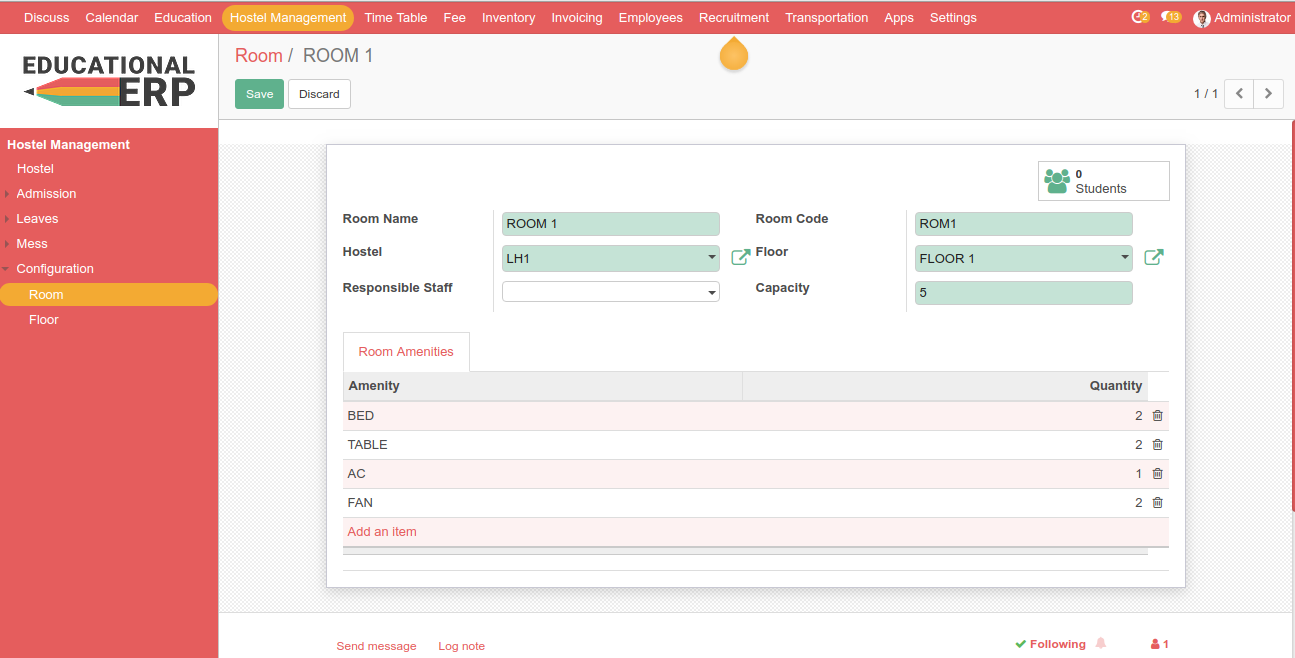 Discuss Calendar Education Hostel Management Time Table Fee Inventory Invoicing Employees Recruitment Transportation Apps Settings 2 13 Administrator
EDUCATIONAL
ERP
Room / ROOM 1
Save Discard
1 / 1
Hostel Management
Hostel
Admission
Leaves
Mess
Configuration
Room
Floor
0
Students
Room Name ROOM 1 Room Code ROM1
Hostel LH1 Floor FLOOR 1
Responsible Staff Capacity 5
Room Amenities
Amenity Quantity
BED 2
TABLE 2
AC 1
FAN 2
Add an item
Send message Log note Following 1